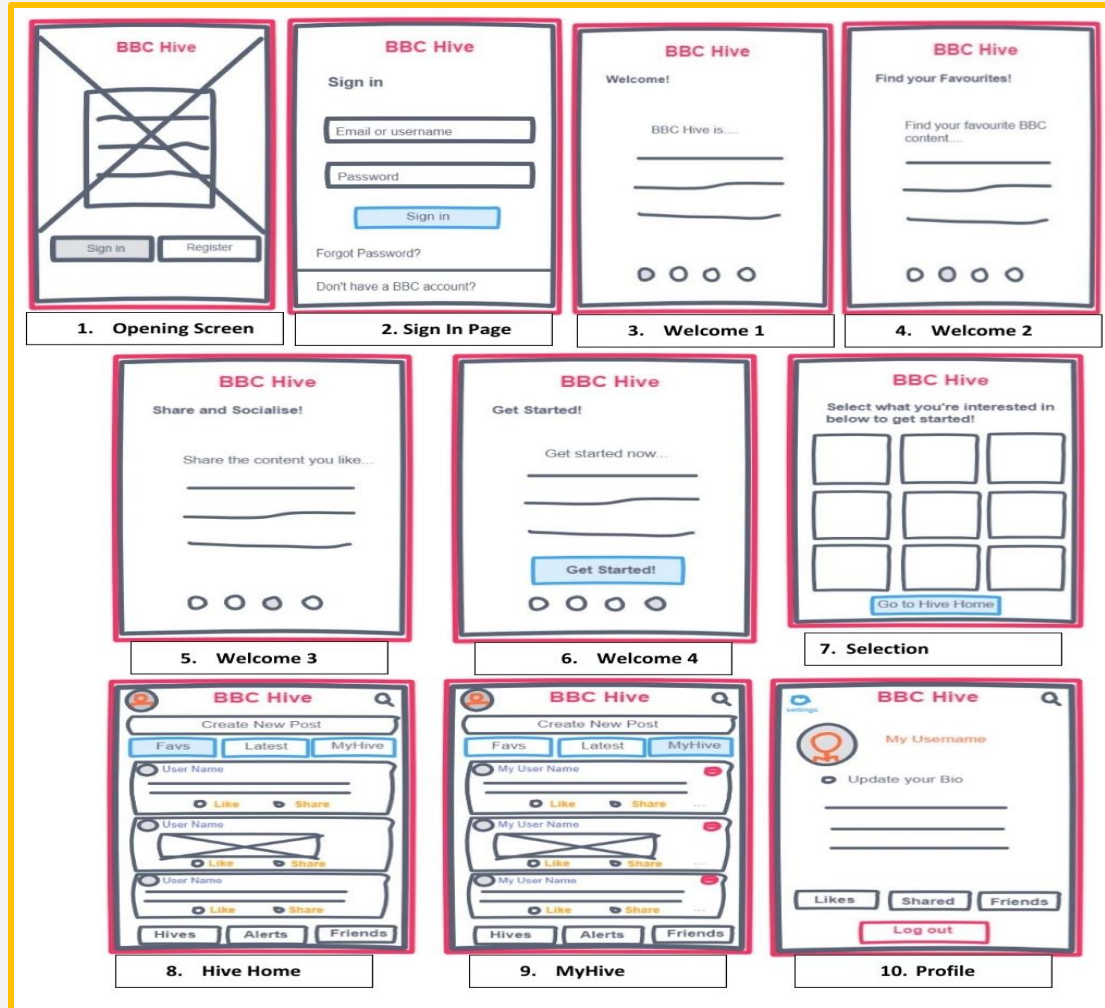 BBC Hive
Sign in
Register
1. Opening Screen
BBC Hive
Sign in
Email or username
Password
Sign in
Forgot Password?
Don't have a BBC account?
2. Sign In Page
BBC Hive
Welcome!
BBC Hive is....
3. Welcome 1
BBC Hive
Find your Favourites!
Find your favourite BBC
content....
4. Welcome 2
BBC Hive
Share and Socialise!
Share the content you like...
5. Welcome 3
BBC Hive
Get Started!
Get started now...
Get Started!
6. Welcome 4
BBC Hive
Select what you're interested in
below to get started!
Go to Hive Home
7. Selection
BBC Hive
Create New Post
Favs Latest MyHive
User Name
Like Share
User Name
Like Share
User Name
Like Share
Hives Alerts Friends
8. Hive Home
BBC Hive
Create New Post
Favs Latest MyHive
My User Name
Like Share ...
My User Name
Like Share ...
My User Name
Like Share ...
Hives Alerts Friends
9. MyHive
BBC Hive
settings
My Username
Update your Bio
Likes Shared Friends
Log out
10. Profile